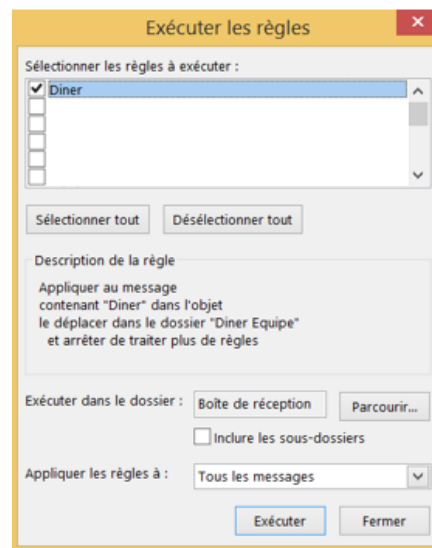 Exécuter les règles
Sélectionner les règles à exécuter :
Diner
Sélectionner tout
Désélectionner tout
Description de la règle
Appliquer au message
contenant "Diner" dans l'objet
le déplacer dans le dossier "Diner Equipe"
et arrêter de traiter plus de règles
Exécuter dans le dossier :
Boîte de réception
Parcourir...
Inclure les sous-dossiers
Appliquer les règles à :
Tous les messages
Exécuter
Fermer